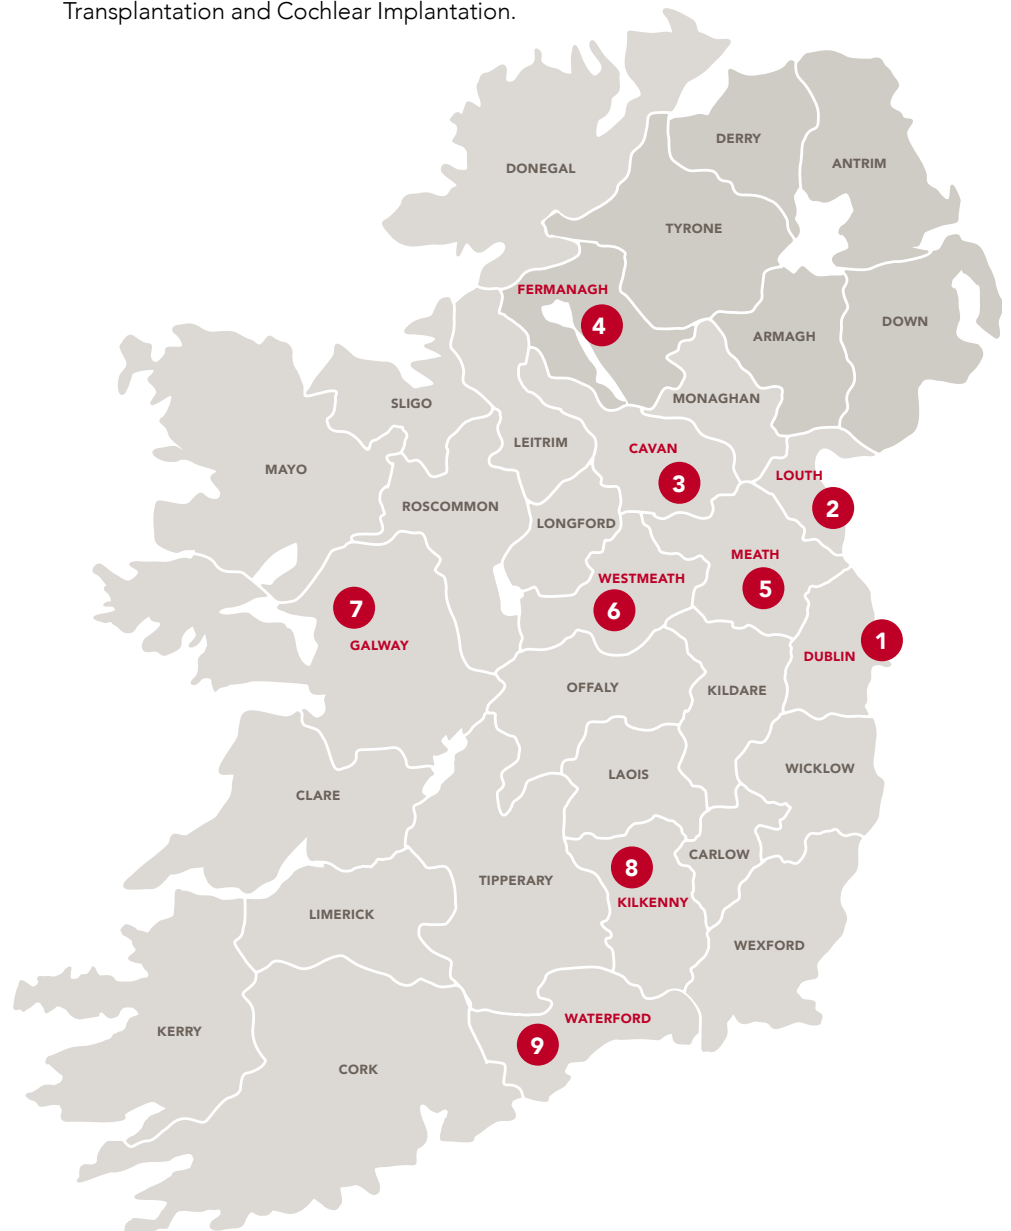 Transplantation and Cochlear Implantation.
DERRY
ANTRIM
DONEGAL
TYRONE
FERMANAGH
4
DOWN
ARMAGH
MONAGHAN
SLIGO
LEITRIM
CAVAN
3
LOUTH
2
MAYO
ROSCOMMON
LONGFORD
MEATH
5
WESTMEATH
6
7
GALWAY
1
DUBLIN
OFFALY
KILDARE
LAOIS
WICKLOW
CLARE
CARLOW
8
KILKENNY
TIPPERARY
LIMERICK
WEXFORD
WATERFORD
9
KERRY
CORK